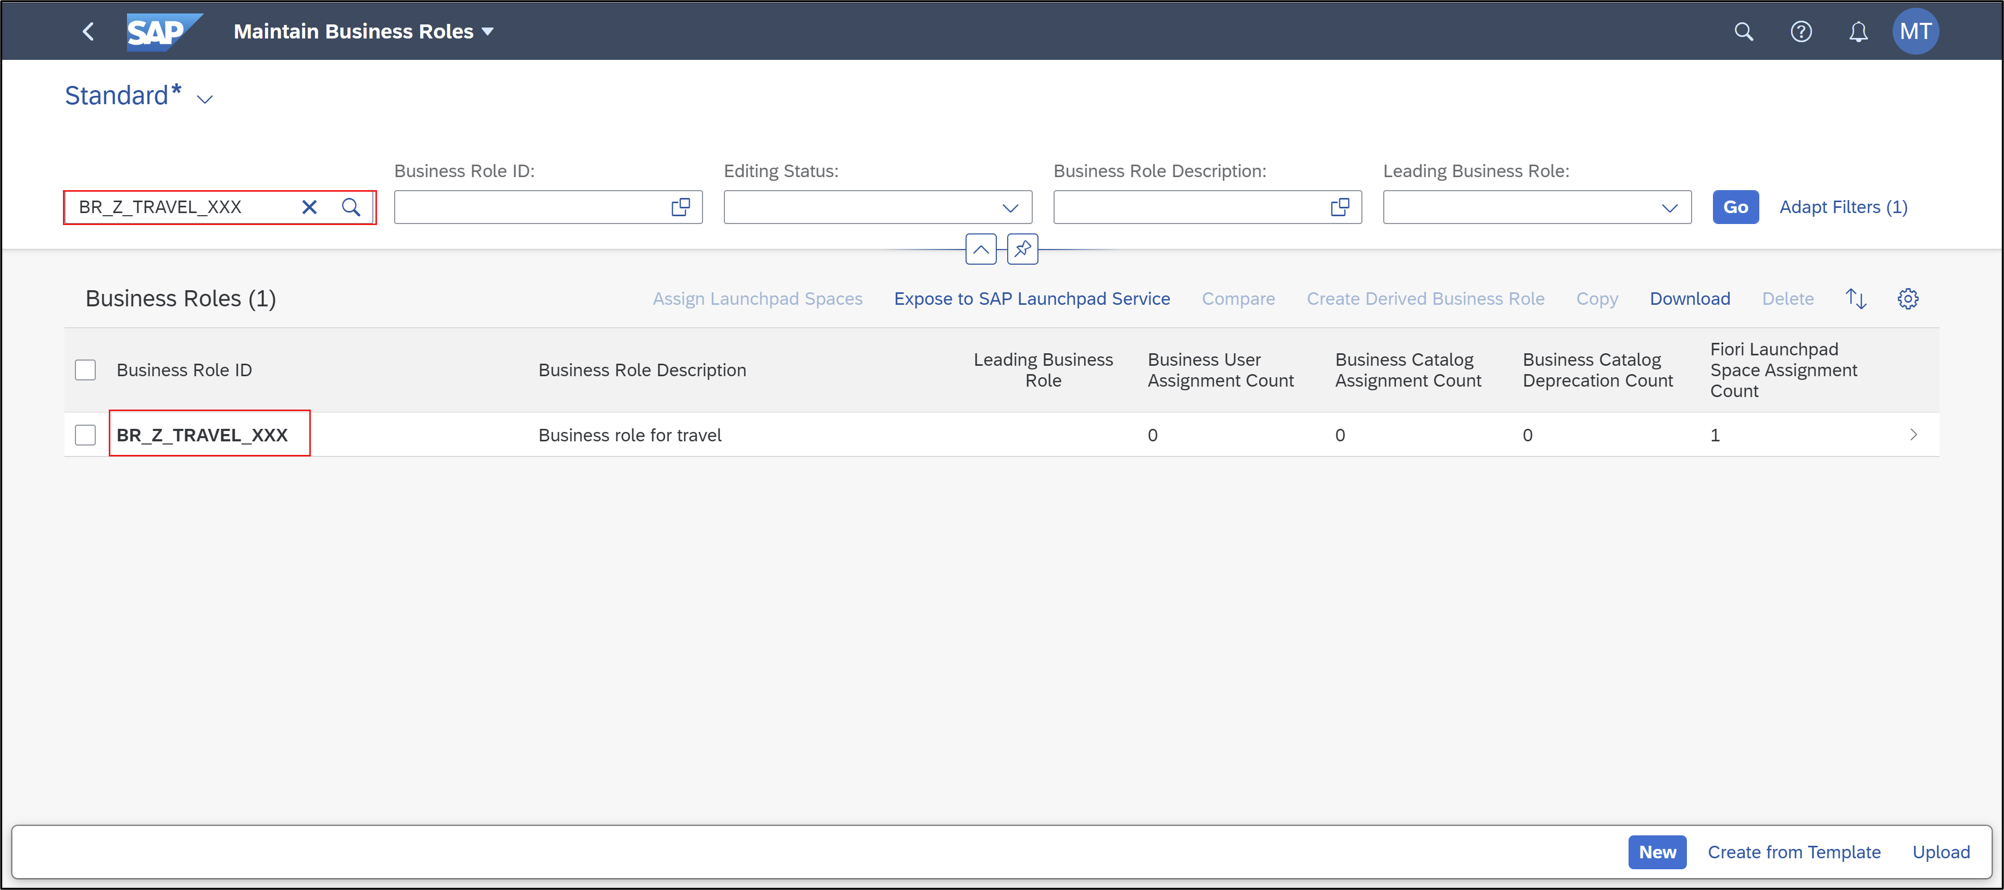 SAP Maintain Business Roles MT
Standard*
Business Role ID: Editing Status: Business Role Description: Leading Business Role:
BR_Z_TRAVEL_XXX Go Adapt Filters (1)
Business Roles (1) Assign Launchpad Spaces Expose to SAP Launchpad Service Compare Create Derived Business Role Copy Download Delete
Business Role ID
Business Role Description
Leading Business
Role
Business User
Assignment Count
Business Catalog
Assignment Count
Business Catalog
Deprecation Count
Fiori Launchpad
Space Assignment
Count
BR_Z_TRAVEL_XXX Business role for travel 0 0 0 1
New Create from Template Upload